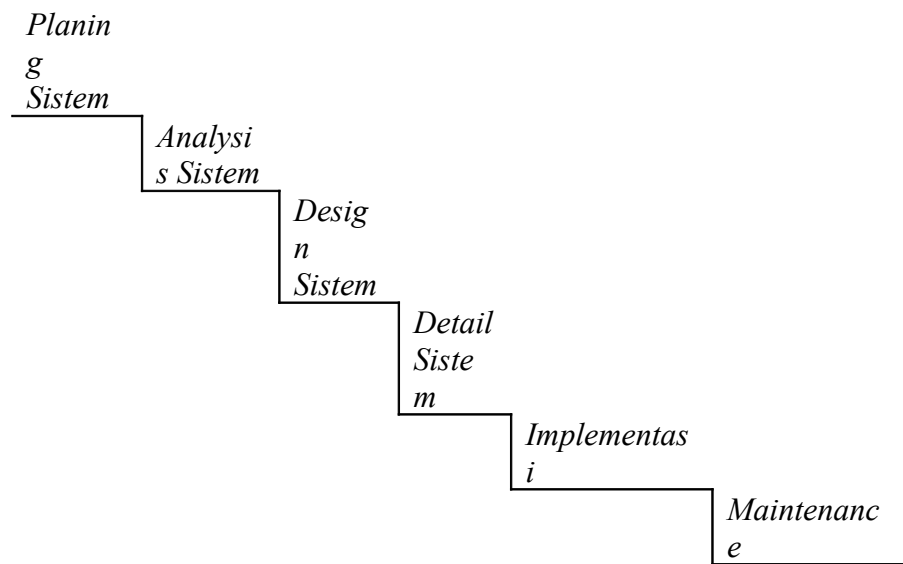 Planin
g
Sistem
Analysi
s Sistem
Desig
n
Sistem
Detail
Siste
m
Implementas
i
Maintenanc
e